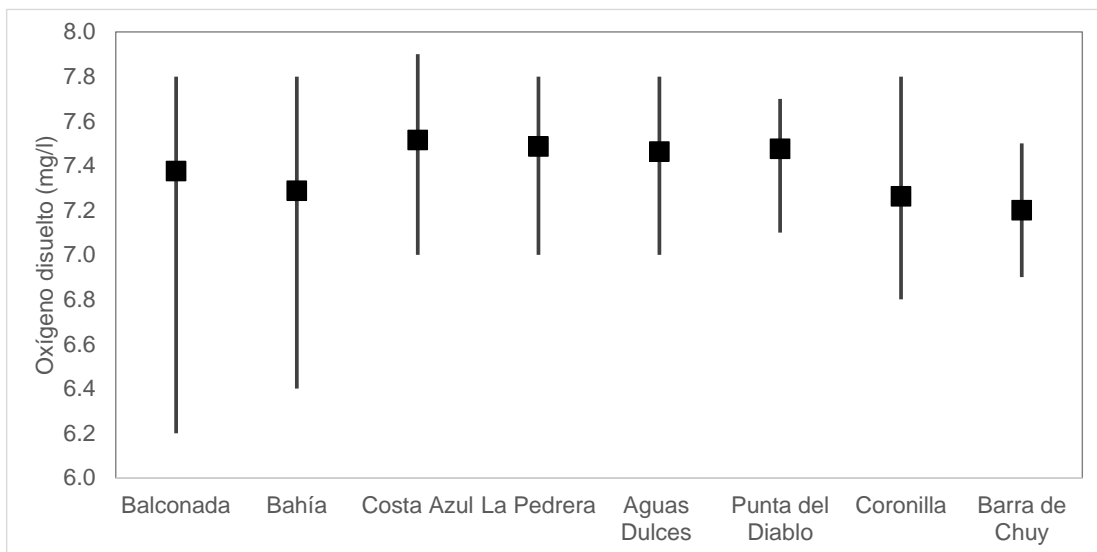 Oxígeno disuelto (mg/l)
8.0
7.8
7.6
7.4
7.2
7.0
6.8
6.6
6.4
6.2
6.0
Balconada
Bahía
Costa Azul
La Pedrera
Aguas
Dulces
Punta del
Diablo
Coronilla
Barra de
Chuy